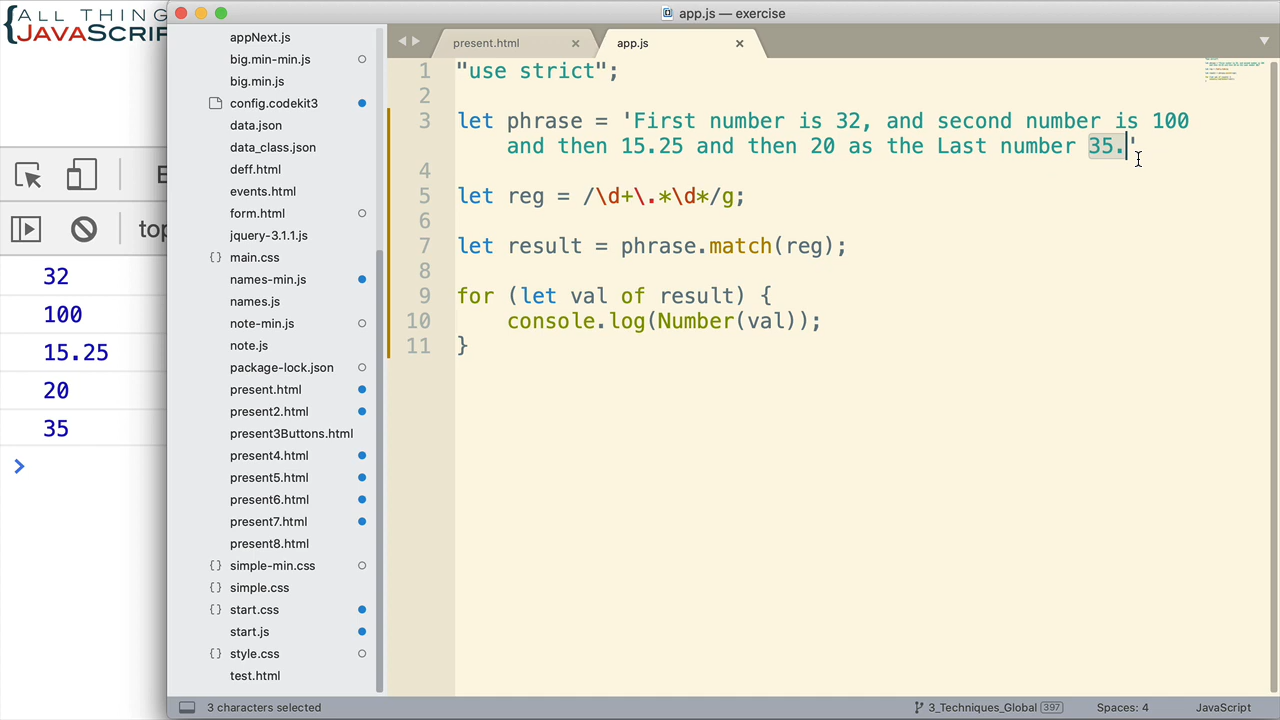 {ALL THING
JAVASCRIPT
app.js — exercise
appNext.js
big.min-min.js
big.min.js
config.codekit3
data.json
data_class.json
deff.html
events.html
form.html
jquery-3.1.1.js
{} main.css
names-min.js
names.js
note-min.js
note.js
package-lock.json
present.html
present2.html
present3Buttons.html
present4.html
present5.html
present6.html
present7.html
present8.html
{} simple-min.css
{} simple.css
{} start.css
start.js
{} style.css
test.html
present.html ×
app.js ×
1 "use strict";
2
3 let phrase = 'First number is 32, and second number is 100
and then 15.25 and then 20 as the Last number 35.'
4
5 let reg = /\d+\.*\d*/g;
6
7 let result = phrase.match(reg);
8
9 for (let val of result) {
10 console.log(Number(val));
11 }
top
32
100
15.25
20
35
>
3 characters selected
3_Techniques_Global 397
Spaces: 4
JavaScript